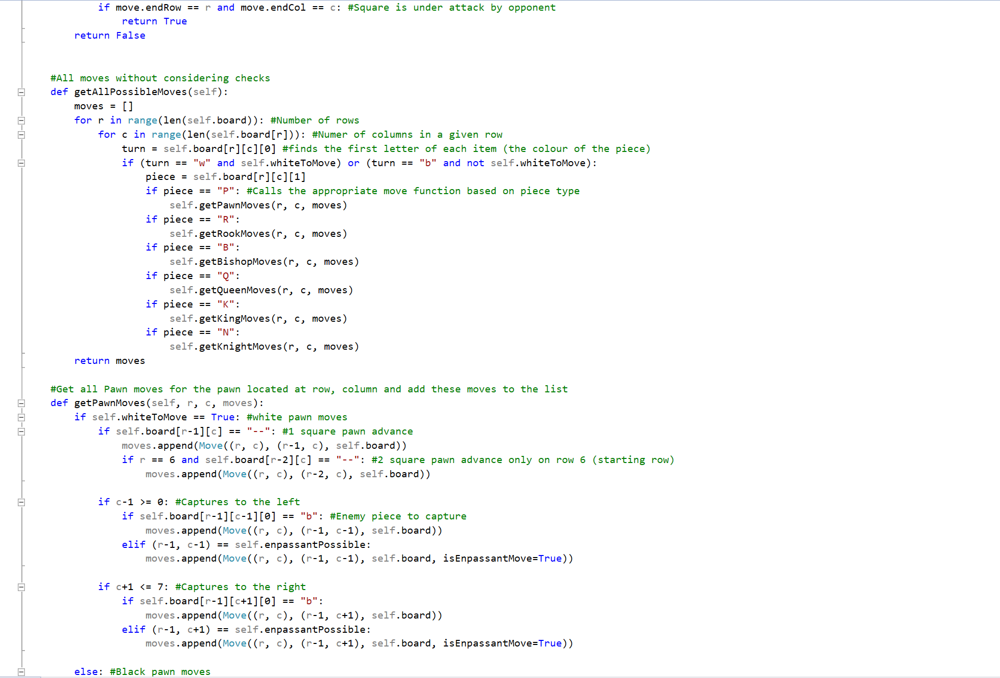 if move.endRow == r and move.endCol == c: #Square is under attack by opponent
return True
return False
#All moves without considering checks
def getAllPossibleMoves(self):
moves = []
for r in range(len(self.board)): #Number of rows
for c in range(len(self.board[r])): #Numer of columns in a given row
turn = self.board[r][c][0] #finds the first letter of each item (the colour of the piece)
if (turn == "w" and self.whiteToMove) or (turn == "b" and not self.whiteToMove):
piece = self.board[r][c][1]
if piece == "P": #Calls the appropriate move function based on piece type
self.getPawnMoves(r, c, moves)
if piece == "R":
self.getRookMoves(r, c, moves)
if piece == "B":
self.getBishopMoves(r, c, moves)
if piece == "Q":
self.getQueenMoves(r, c, moves)
if piece == "K":
self.getKingMoves(r, c, moves)
if piece == "N":
self.getKnightMoves(r, c, moves)
return moves
#Get all Pawn moves for the pawn located at row, column and add these moves to the list
def getPawnMoves(self, r, c, moves):
if self.whiteToMove == True: #white pawn moves
if self.board[r-1][c] == "--": #1 square pawn advance
moves.append(Move((r, c), (r-1, c), self.board))
if r == 6 and self.board[r-2][c] == "--": #2 square pawn advance only on row 6 (starting row)
moves.append(Move((r, c), (r-2, c), self.board))
if c-1 >= 0: #Captures to the left
if self.board[r-1][c-1][0] == "b": #Enemy piece to capture
moves.append(Move((r, c), (r-1, c-1), self.board))
elif (r-1, c-1) == self.enpassantPossible:
moves.append(Move((r, c), (r-1, c-1), self.board, isEnpassantMove=True))
if c+1 <= 7: #Captures to the right
if self.board[r-1][c+1][0] == "b":
moves.append(Move((r, c), (r-1, c+1), self.board))
elif (r-1, c+1) == self.enpassantPossible:
moves.append(Move((r, c), (r-1, c+1), self.board, isEnpassantMove=True))
else: #Black pawn moves